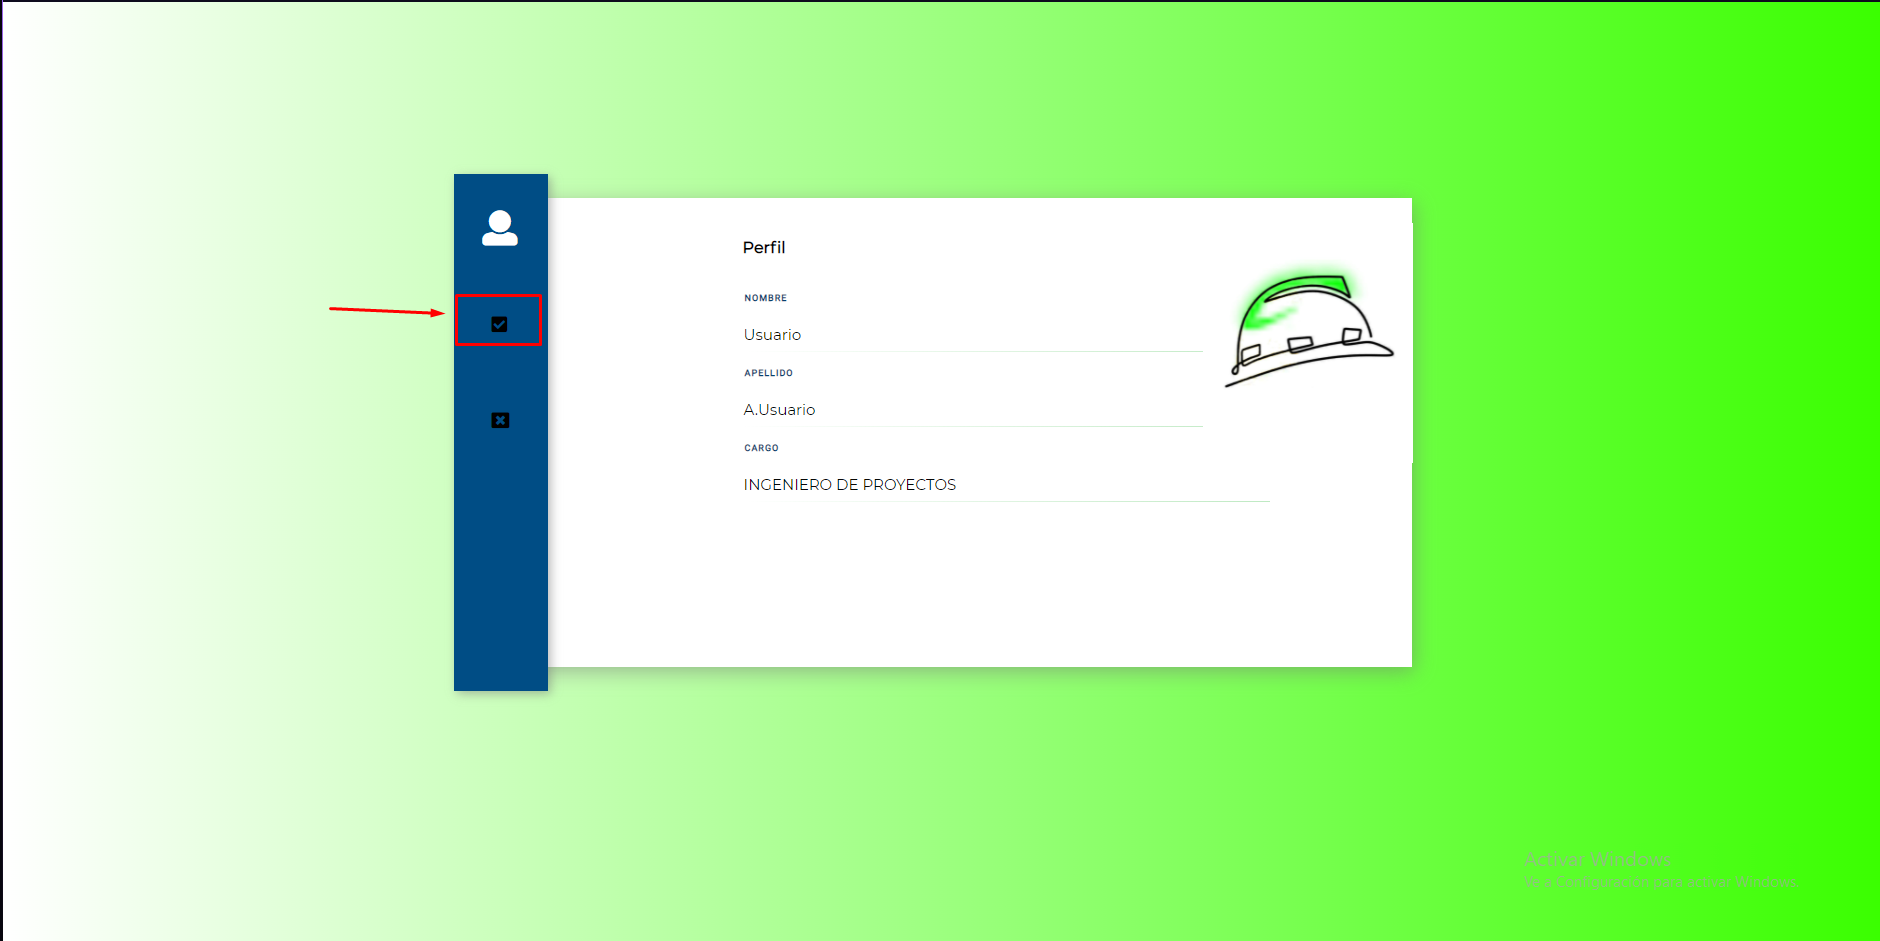 Perfil
NOMBRE
Usuario
APELLIDO
A.Usuario
CARGO
INGENIERO DE PROYECTOS
Activar Windows
Ve a Configuración para activar Windows.